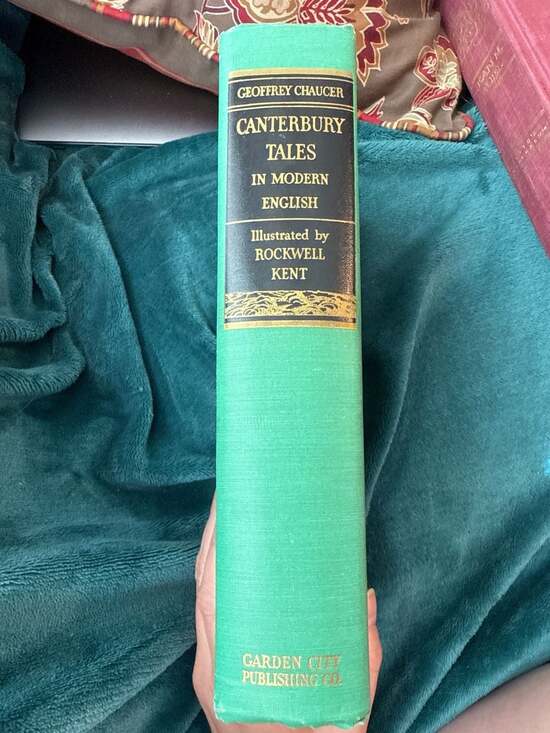 GEOFFREY CHAUCER
CANTERBURY
TALES
IN MODERN
ENGLISH
Illustrated by
ROCKWELL
KENT
GARDEN CITY
PUBLISHING CO.